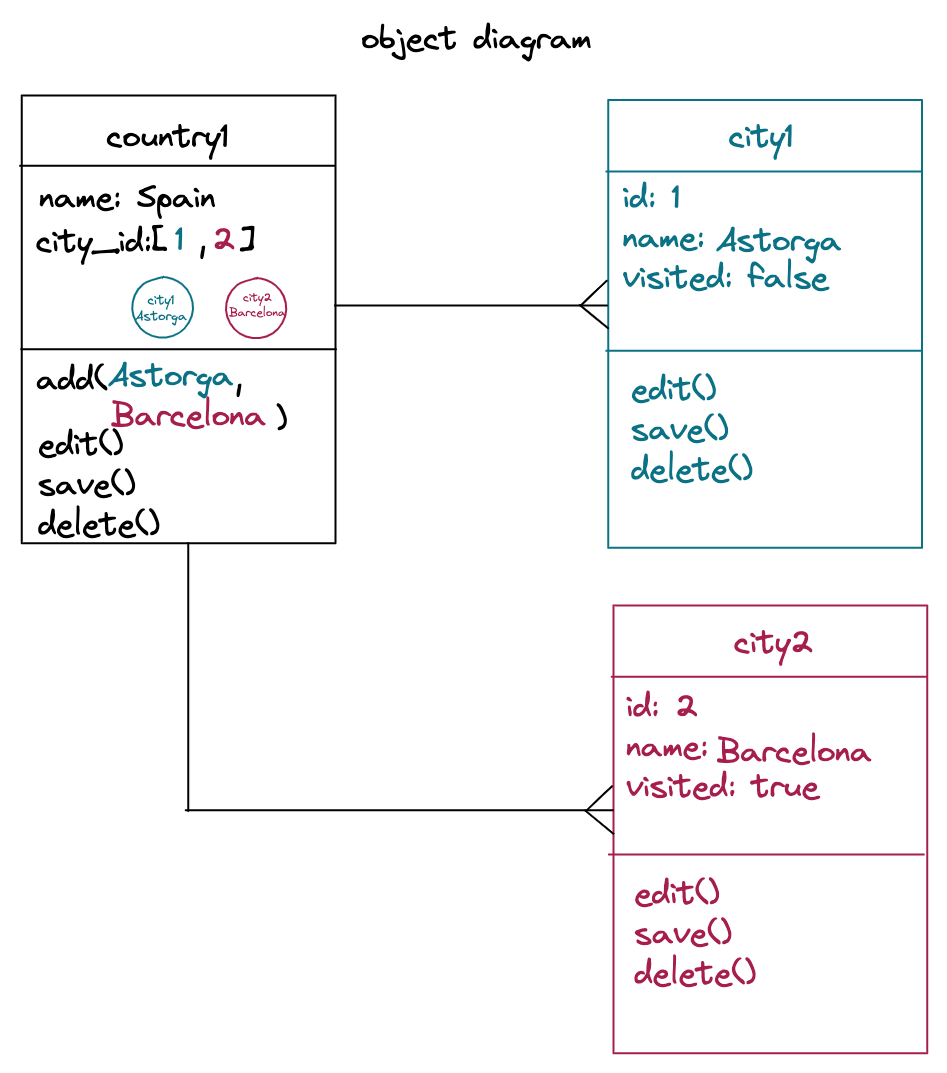 object diagram
country1
name: Spain
city_id:[ 1 , 2 ]
city1
Astorga
city2
Barcelona
add(Astorga,
Barcelona )
edit()
save()
delete()
city1
id: 1
name: Astorga
visited: false
edit()
save()
delete()
city2
id: 2
name: Barcelona
visited: true
edit()
save()
delete()